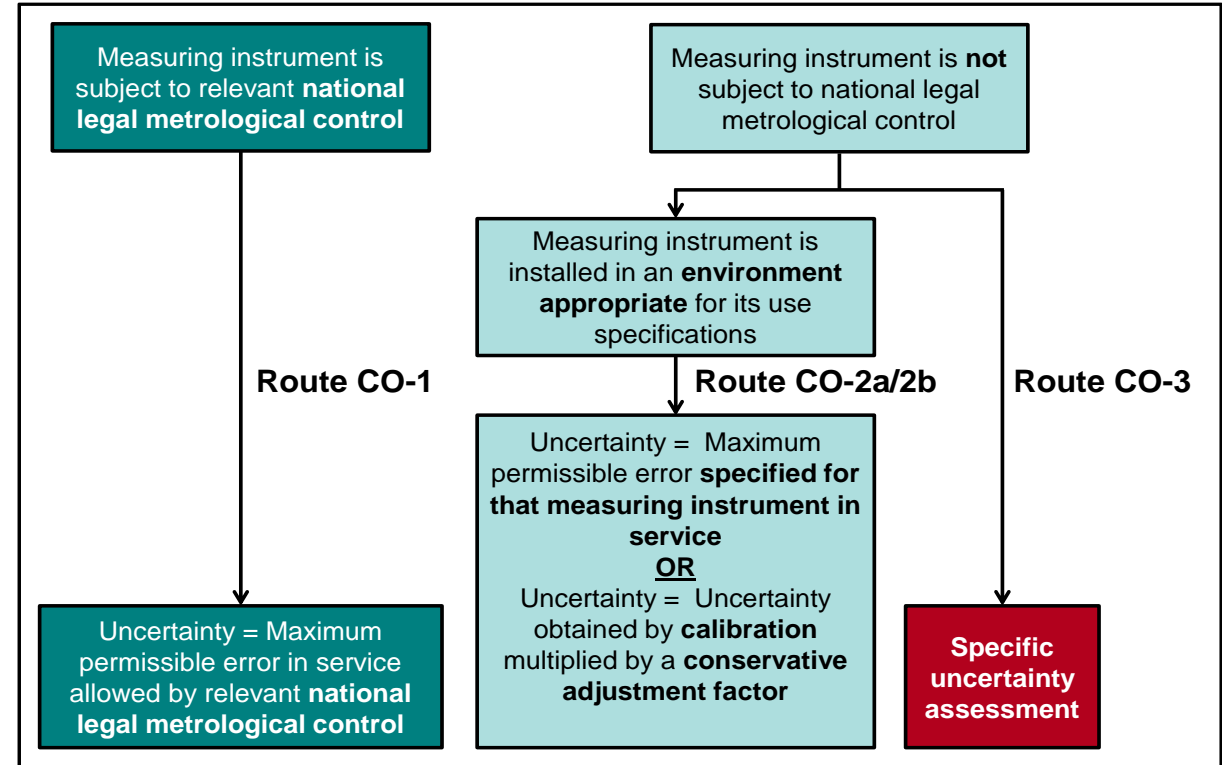 Measuring instrument is
subject to relevant national
legal metrological control
Measuring instrument is not
subject to national legal
metrological control
Measuring instrument is
installed in an environment
appropriate for its use
specifications
Route CO-1
Route CO-2a/2b
Route CO-3
Uncertainty = Maximum
permissible error in service
allowed by relevant national
legal metrological control
Uncertainty =  Maximum
permissible error specified for
that measuring instrument in
service
OR
Uncertainty =  Uncertainty
obtained by calibration
multiplied by a conservative
adjustment factor
Specific
uncertainty
assessment